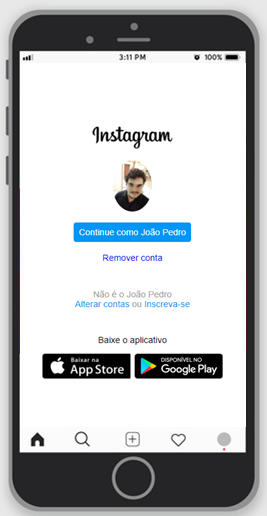 3:11 PM 100%
Instagram
Continue como João Pedro
Remover conta
Não é o João Pedro
Alterar contas ou Inscreva-se
Baixe o aplicativo
Baixar na
App Store
DISPONÍVEL NO
Google Play